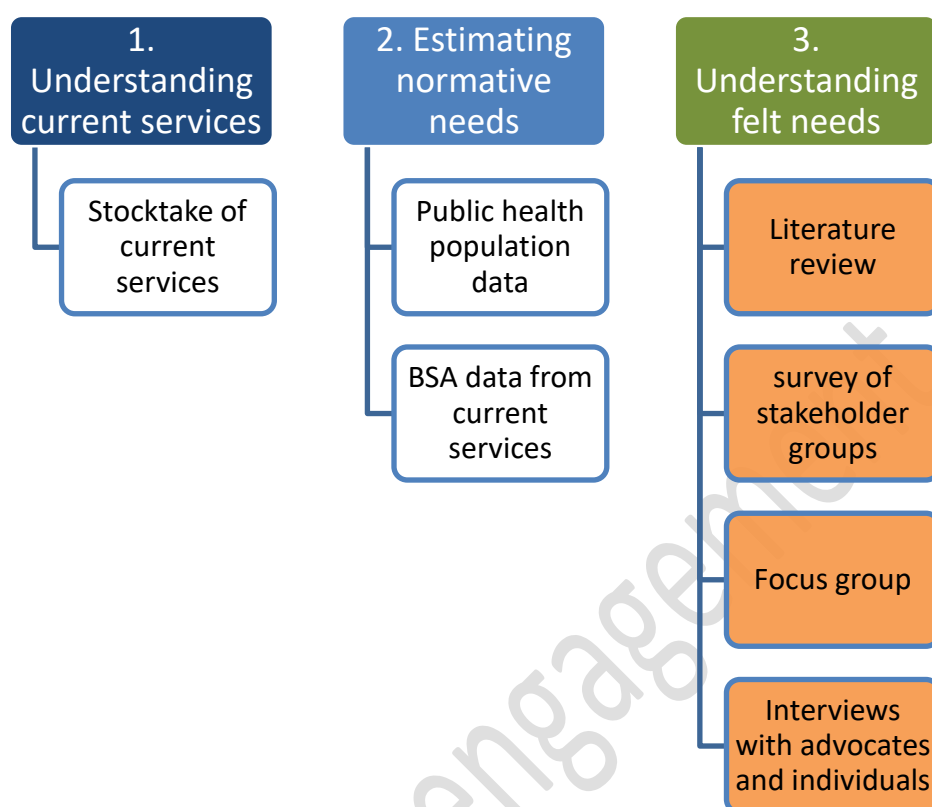 1.
Understanding
current services
Stocktake of
current
services
2. Estimating
normative
needs
Public health
population
data
BSA data from
current
services
3.
Understanding
felt needs
Literature
review
survey of
stakeholder
groups
Focus group
Interviews
with advocates
and individuals
engagement